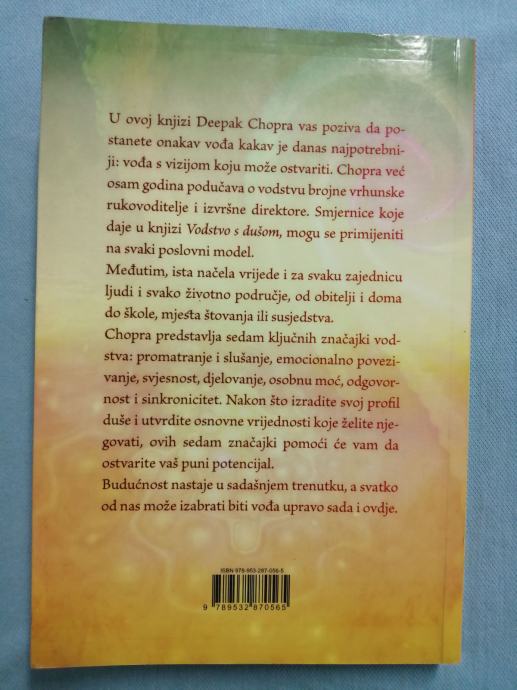 U ovoj knjizi Deepak Chopra vas poziva da po-
stanete onakav vođa kakav je danas najpotrebni-
ji: vođa s vizijom koju može ostvariti. Chopra već
osam godina podučava o vodstvu brojne vrhunske
rukovoditelje i izvršne direktore. Smjernice koje
daje u knjizi Vodstvo s dušom, mogu se primijeniti
na svaki poslovni model.
Međutim, ista načela vrijede i za svaku zajednicu
ljudi i svako životno područje, od obitelji i doma
do škole, mjesta štovanja ili susjedstva.
Chopra predstavlja sedam ključnih značajki vod-
stva: promatranje i slušanje, emocionalno povezi-
vanje, svjesnost, djelovanje, osobnu moć, odgovor-
nost i sinkronicitet. Nakon što izradite svoj profil
duše i utvrdite osnovne vrijednosti koje želite nje-
govati, ovih sedam značajki pomoći će vam da
ostvarite vaš puni potencijal.
Budućnost nastaje u sadašnjem trenutku, a svatko
od nas može izabrati biti vođa upravo sada i ovdje.
ISBN 978-953-287-056-5
9 789532 870565